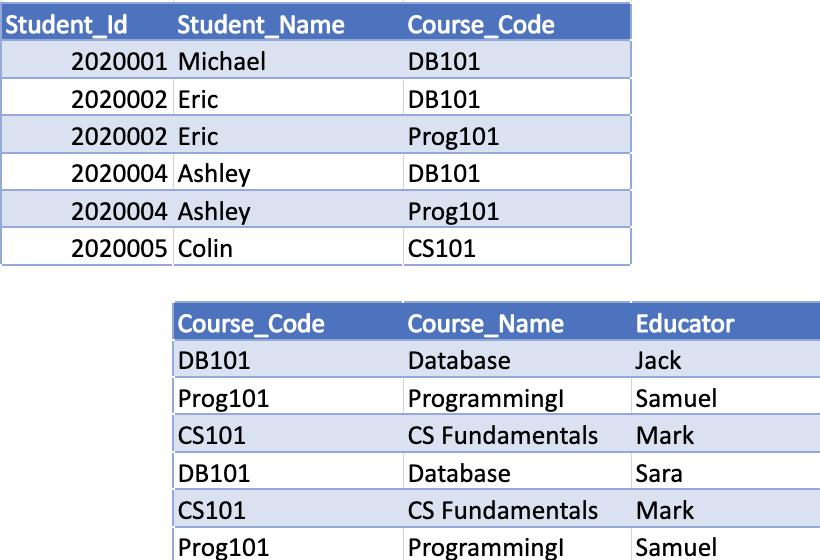 Student_Id Student_Name Course_Code
2020001 Michael DB101
2020002 Eric DB101
2020002 Eric Prog101
2020004 Ashley DB101
2020004 Ashley Prog101
2020005 Colin CS101
Course_Code Course_Name Educator
DB101 Database Jack
Prog101 ProgrammingI Samuel
CS101 CS Fundamentals Mark
DB101 Database Sara
CS101 CS Fundamentals Mark
Prog101 ProgrammingI Samuel